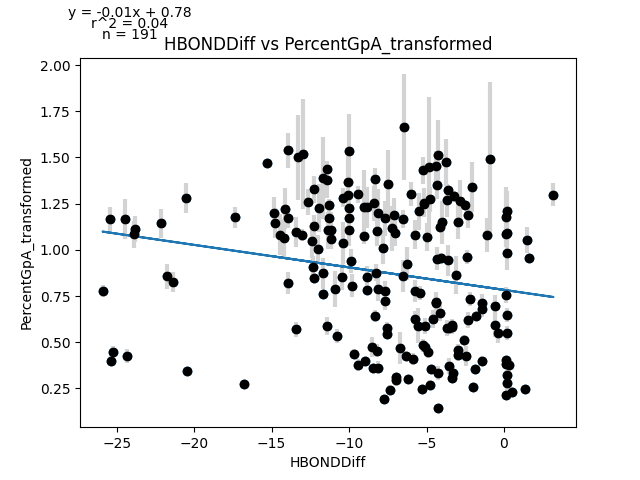 y = -0.01x + 0.78
r^2 = 0.04
n = 191
HBONDDiff vs PercentGpA_transformed
2.00
1.75
1.50
1.25
1.00
0.75
0.50
0.25
PercentGpA_transformed
−25
−20
−15
−10
−5
0
HBONDDiff